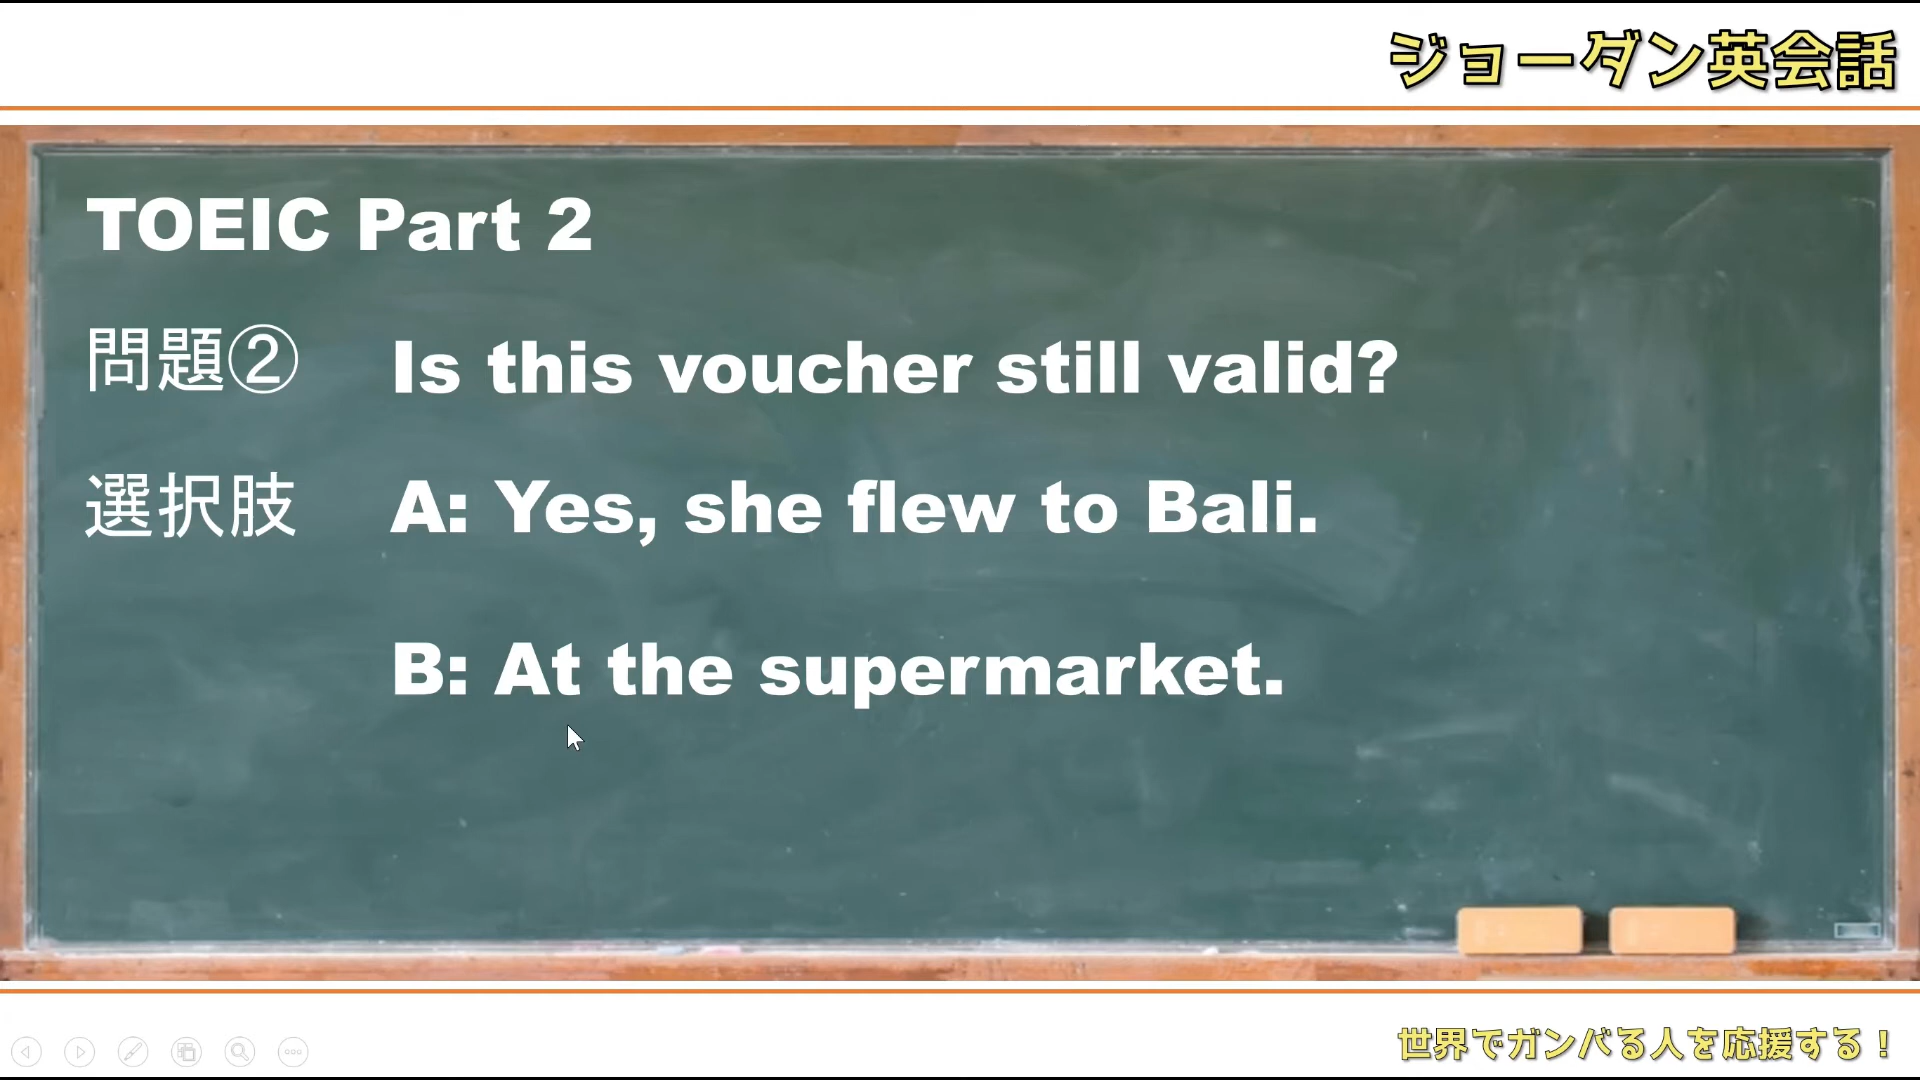 ジョーダン英会話
TOEIC Part 2
問題② Is this voucher still valid?
選択肢 A: Yes, she flew to Bali.
B: At the supermarket.
世界でガンバる人を応援する！